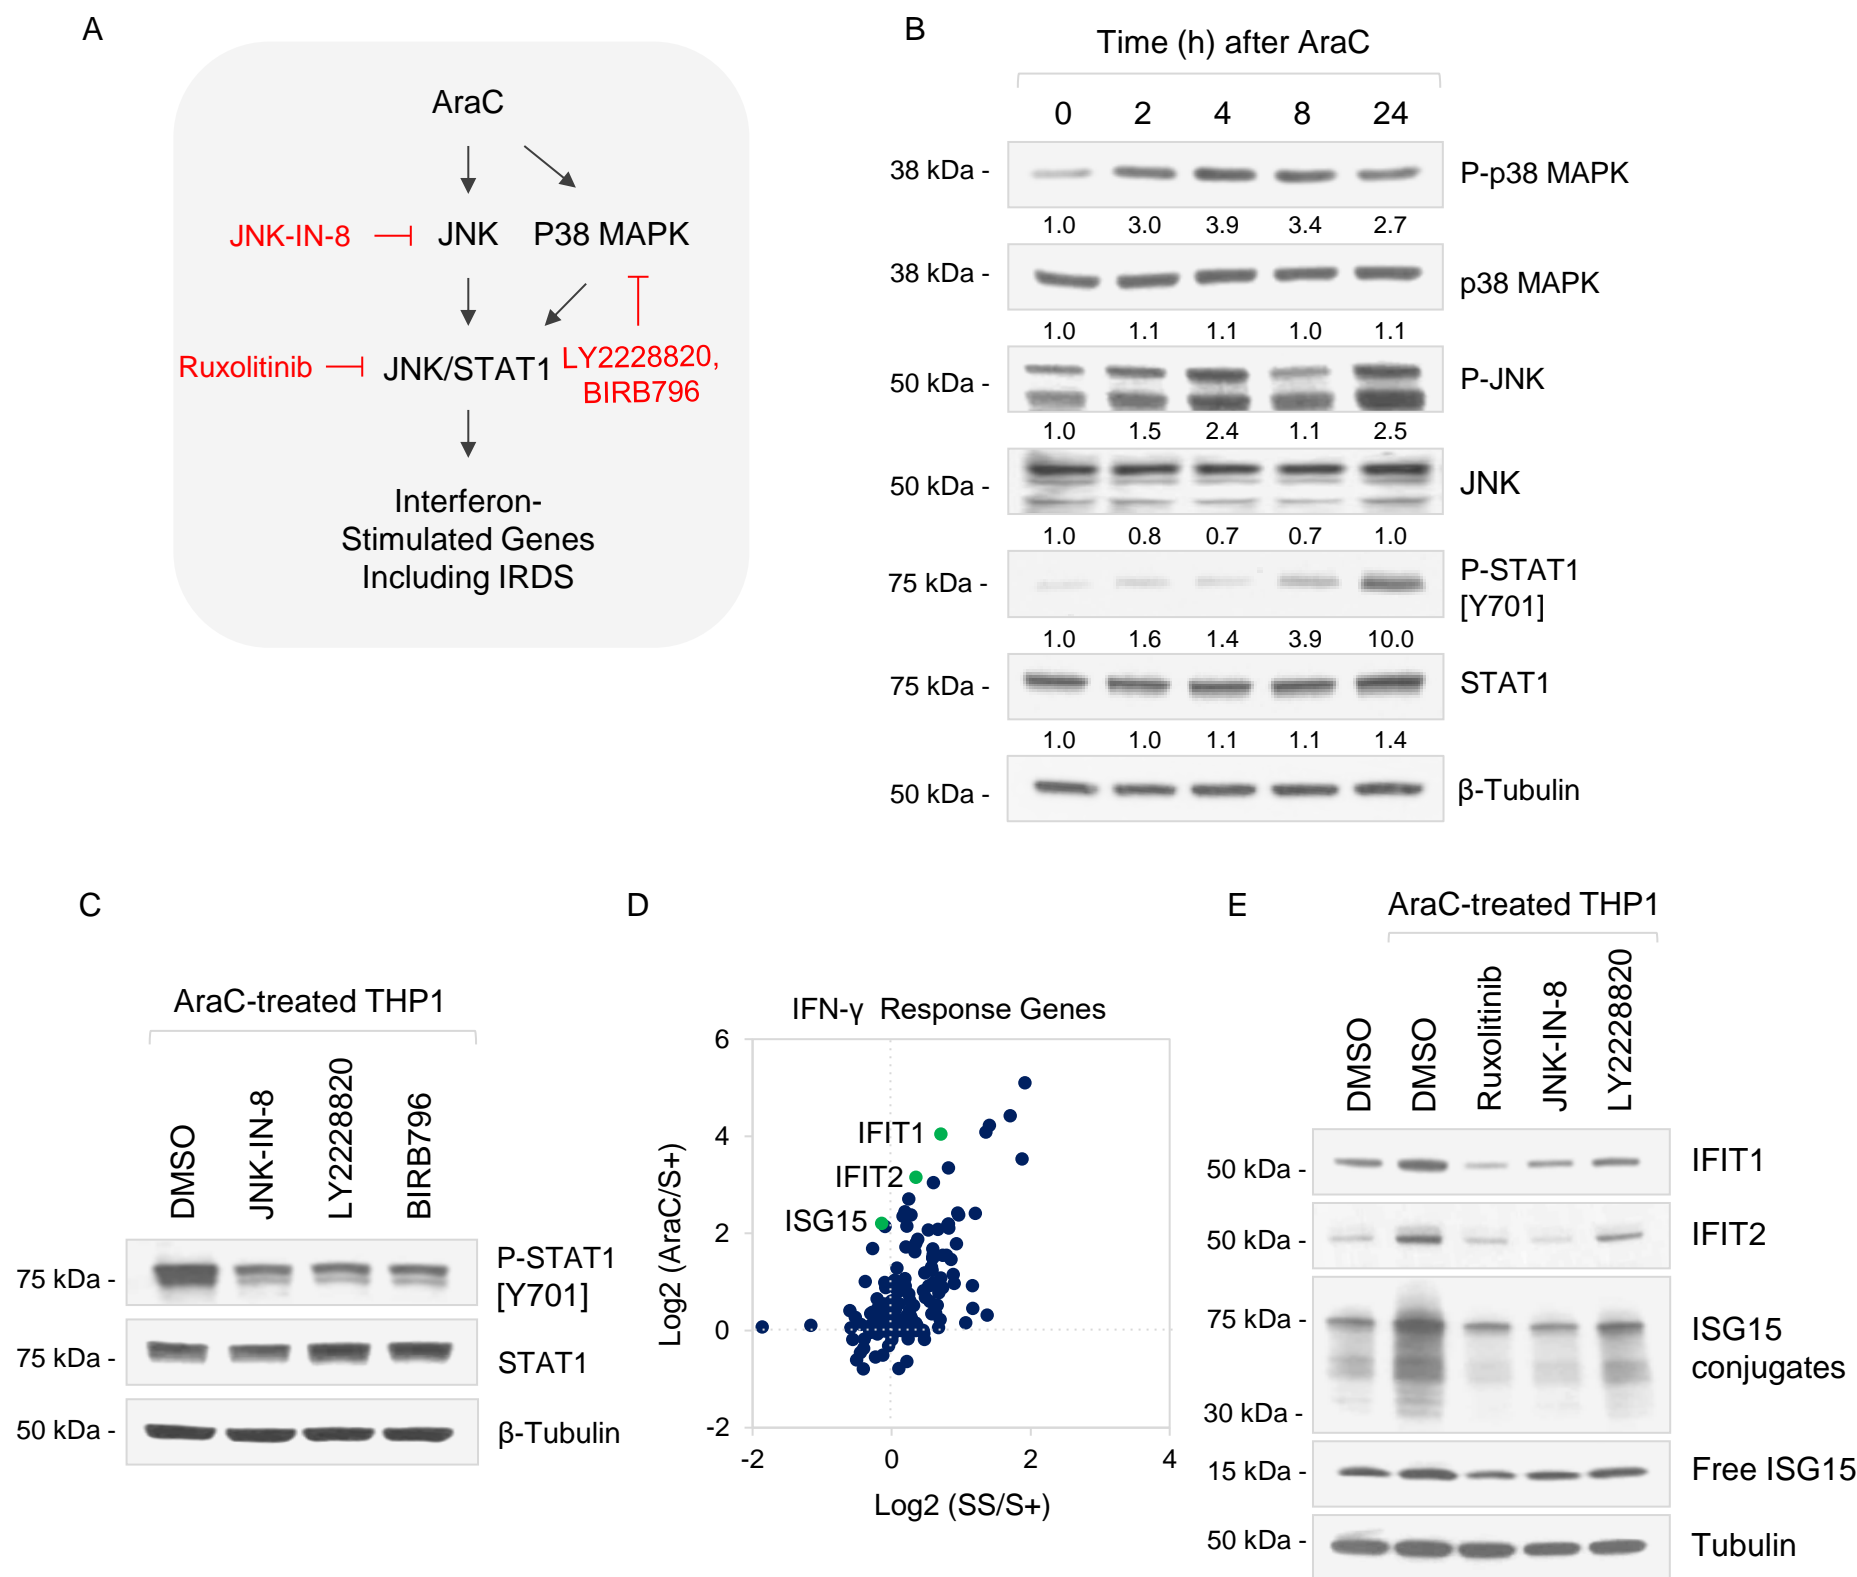 A
AraC
JNK-IN-8
JNK
P38 MAPK
Ruxolitinib
JNK/STAT1
LY2228820,
BIRB796
Interferon-
Stimulated Genes
Including IRDS
B
Time (h) after AraC
0 2 4 8 24
38 kDa -
P-p38 MAPK
1.0 3.0 3.9 3.4 2.7
38 kDa -
p38 MAPK
1.0 1.1 1.1 1.0 1.1
50 kDa -
P-JNK
1.0 1.5 2.4 1.1 2.5
50 kDa -
JNK
1.0 0.8 0.7 0.7 1.0
75 kDa -
P-STAT1
[Y701]
1.0 1.6 1.4 3.9 10.0
75 kDa -
STAT1
1.0 1.0 1.1 1.1 1.4
50 kDa -
β-Tubulin
C
AraC-treated THP1
DMSO
JNK-IN-8
LY2228820
BIRB796
75 kDa -
P-STAT1
[Y701]
75 kDa -
STAT1
50 kDa -
β-Tubulin
D
IFN-γ Response Genes
Log2 (AraC/S+)
6
4
2
0
-2
IFIT1
IFIT2
ISG15
-2 0 2 4
Log2 (SS/S+)
E
AraC-treated THP1
DMSO
DMSO
Ruxolitinib
JNK-IN-8
LY2228820
50 kDa -
IFIT1
50 kDa -
IFIT2
75 kDa -
ISG15
conjugates
30 kDa -
15 kDa -
Free ISG15
50 kDa -
Tubulin